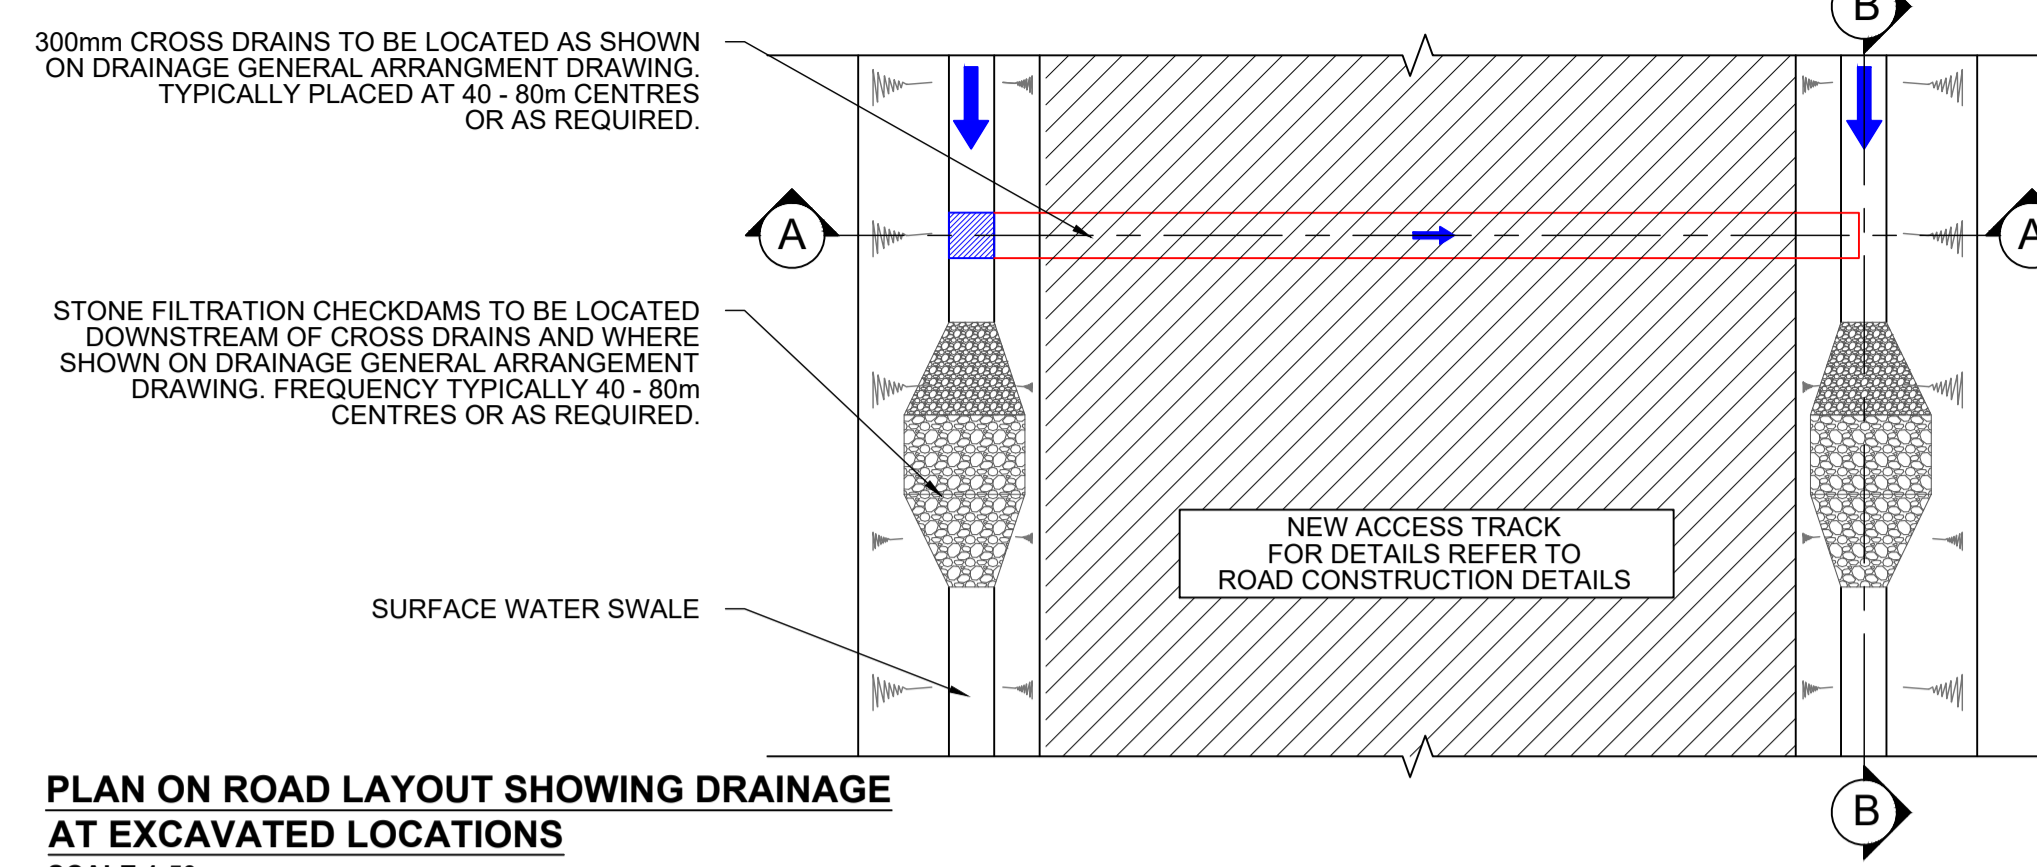 300mm CROSS DRAINS TO BE LOCATED AS SHOWN
ON DRAINAGE GENERAL ARRANGMENT DRAWING.
TYPICALLY PLACED AT 40 - 80m CENTRES
OR AS REQUIRED.
B
A
A
STONE FILTRATION CHECKDAMS TO BE LOCATED
DOWNSTREAM OF CROSS DRAINS AND WHERE
SHOWN ON DRAINAGE GENERAL ARRANGEMENT
DRAWING. FREQUENCY TYPICALLY 40 - 80m
CENTRES OR AS REQUIRED.
NEW ACCESS TRACK
FOR DETAILS REFER TO
ROAD CONSTRUCTION DETAILS
SURFACE WATER SWALE
B
PLAN ON ROAD LAYOUT SHOWING DRAINAGE
AT EXCAVATED LOCATIONS